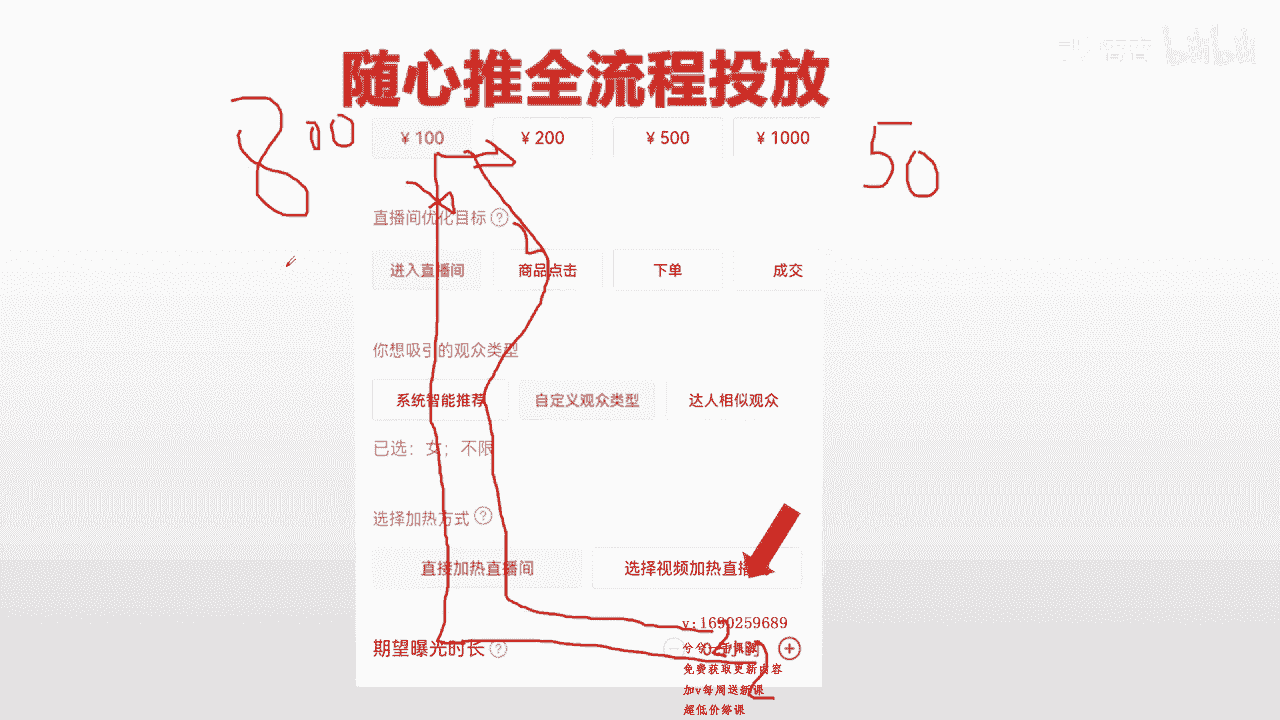 随心推全流程投放
800
¥ 100 ¥ 200 ¥ 500 ¥ 1000
50
直播间优化目标 ?
进入直播间 商品点击 下单 成交
你想吸引的观众类型
系统智能推荐 自定义观众类型 达人相似观众
已选：女；不限
选择加热方式 ?
直接加热直播间 选择视频加热直播
v:1690259689
期望曝光时长 ? 小时 +
2
免费获取更新内容
加v每周送新课
超低价终课